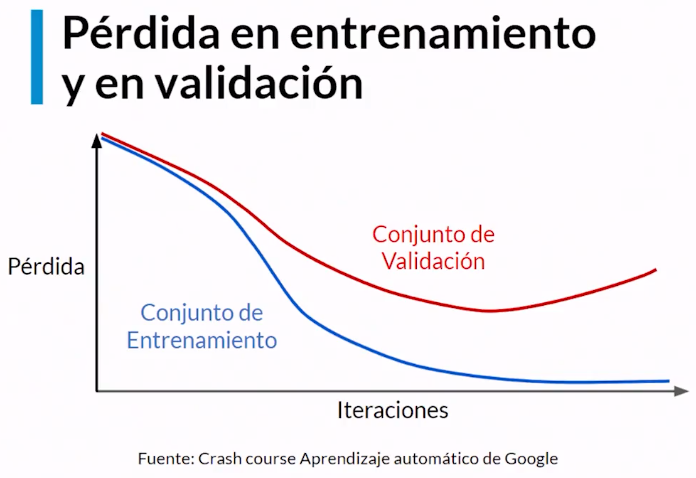 Pérdida en entrenamiento
y en validación
Conjunto de
Validación
Pérdida
Conjunto de
Entrenamiento
Iteraciones
Fuente: Crash course Aprendizaje automático de Google